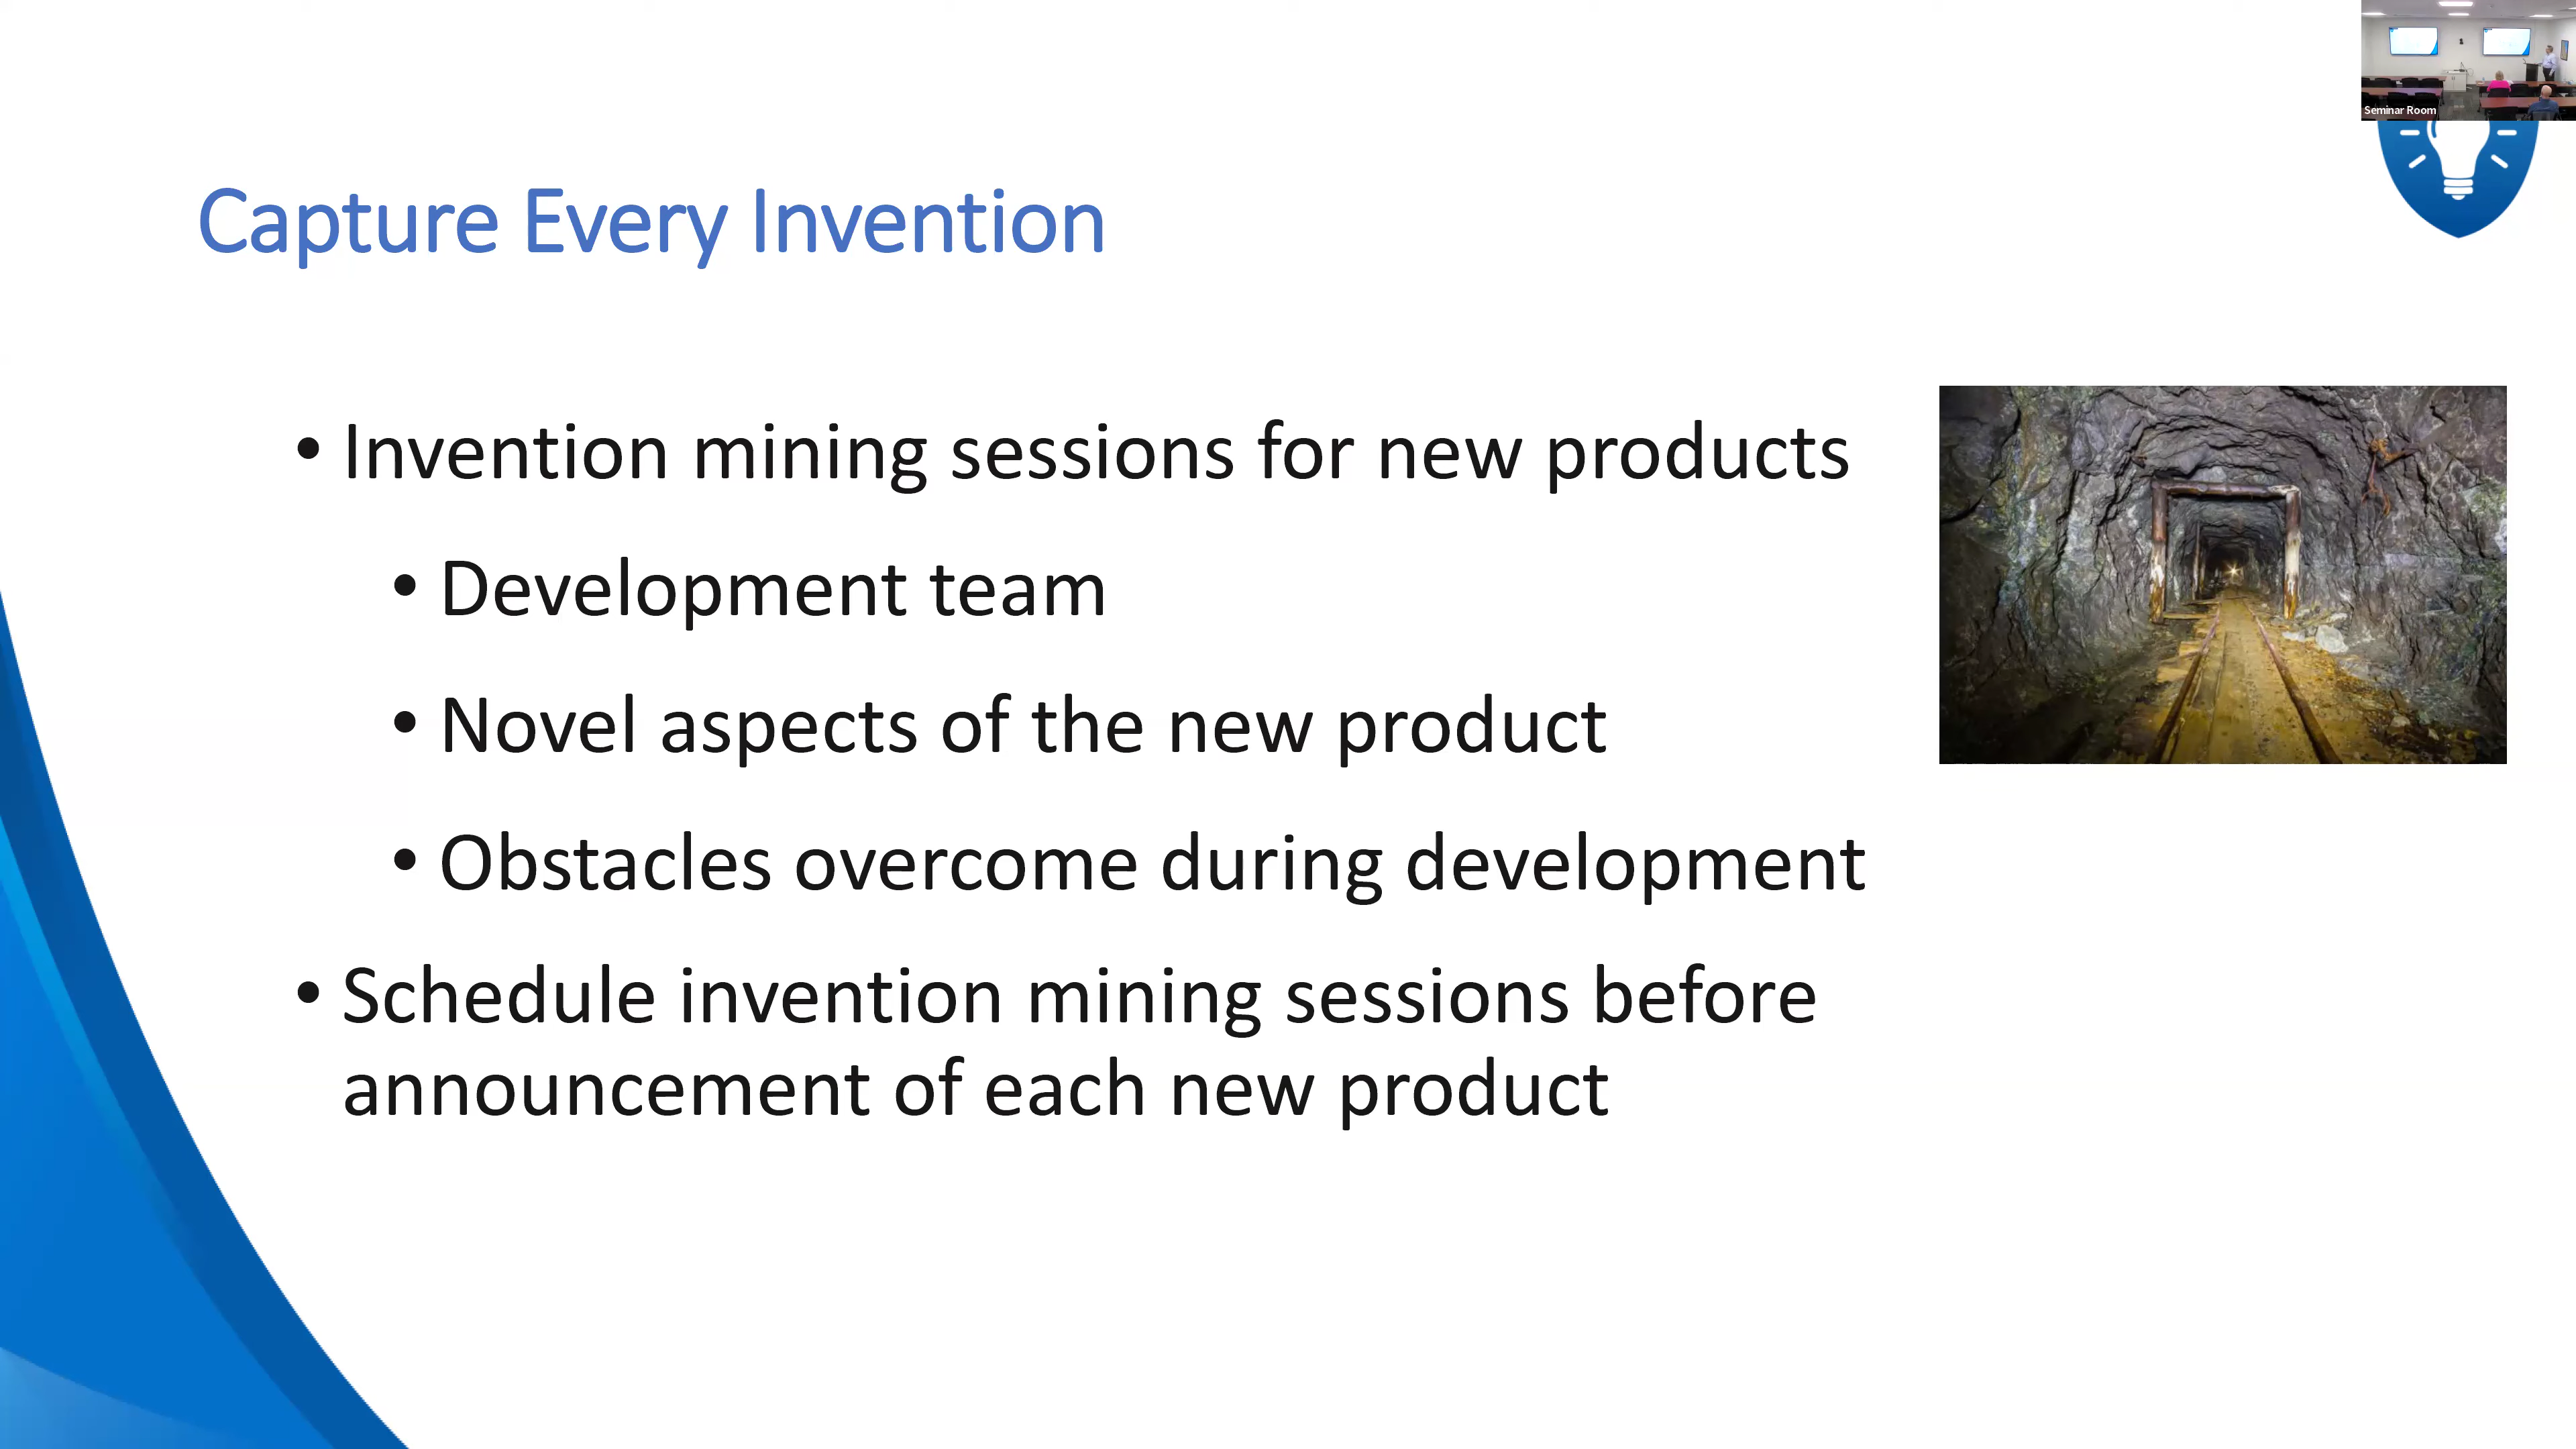 Seminar Room
Capture Every Invention
• Invention mining sessions for new products
• Development team
• Novel aspects of the new product
• Obstacles overcome during development
• Schedule invention mining sessions before
announcement of each new product